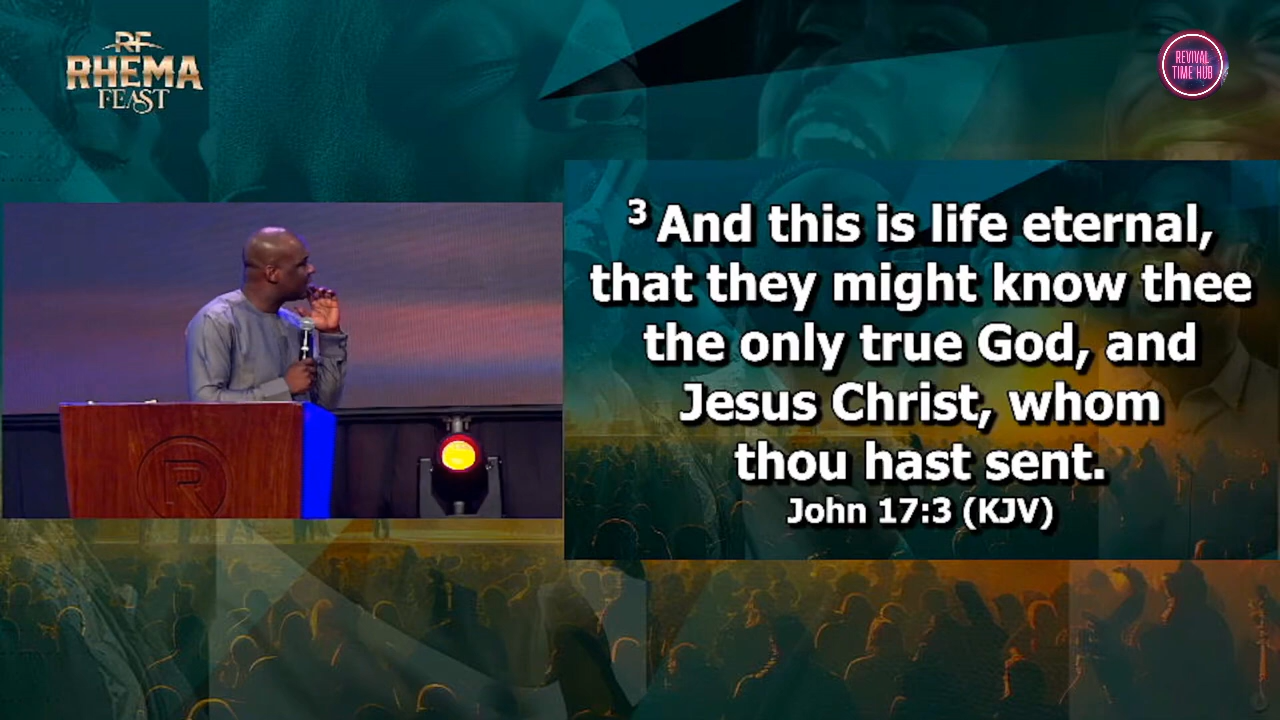 RF
RHEMA
FEAST
REVIVAL
TIME HUB
3 And this is life eternal,
that they might know thee
the only true God, and
Jesus Christ, whom
thou hast sent.
John 17:3 (KJV)
R